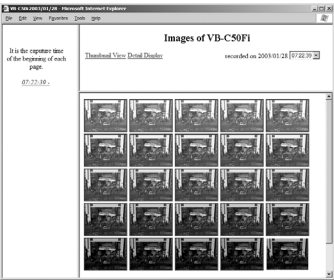 VB-C50i:2003/01/28 - Microsoft Internet Explorer
File Edit View Favorites Tools Help
It is the caputure time
of the beginning of each
page.
07:22:39 -
Images of VB-C50Fi
Thumbnail View Detail Display
recorded on 2003/01/28 07:22:39